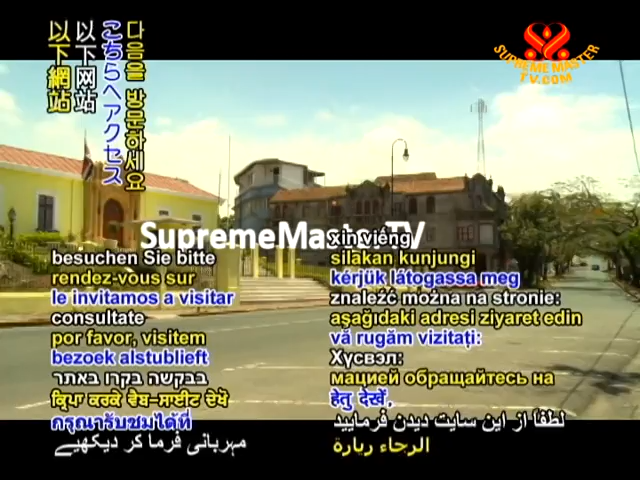 以下網站
以下网站
こちらへアクセス
다음을 방문하세요
SUPREME MASTER
TV.COM
SupremeMasterTV
besuchen Sie bitte
rendez-vous sur
le invitamos a visitar
consultate
por favor, visitem
bezoek alstublieft
בבקשה בקרו באתר
ਕ੍ਰਿਪਾ ਕਰਕੇ ਵੈਬ-ਸਾਈਟ ਦੇਖੋ
กรุณารับชมได้ที่
مہربانی فرما کر دیکھیے
xin viếng
silakan kunjungi
kérjük látogassa meg
znaleźć można na stronie:
aşağıdaki adresi ziyaret edin
vă rugăm vizitați:
Хүсвэл:
мацией обращайтесь на
हेतु देखें,
لطفاً از این سایت دیدن فرمایید
الرجاء زيارة